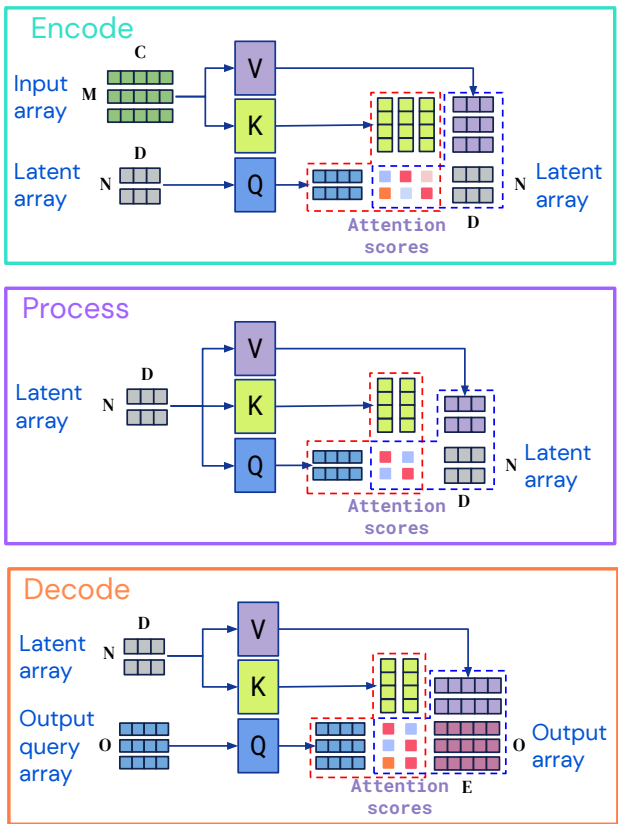 Encode
C
Input
array
M
V
K
D
Latent
array
N
Q
N
Latent
array
Attention
scores
D
Process
V
D
Latent
array
N
K
Q
N
Latent
array
Attention
scores
D
Decode
D
Latent
array
N
V
K
Output
query
array
O
Q
O
Output
array
Attention
scores
E